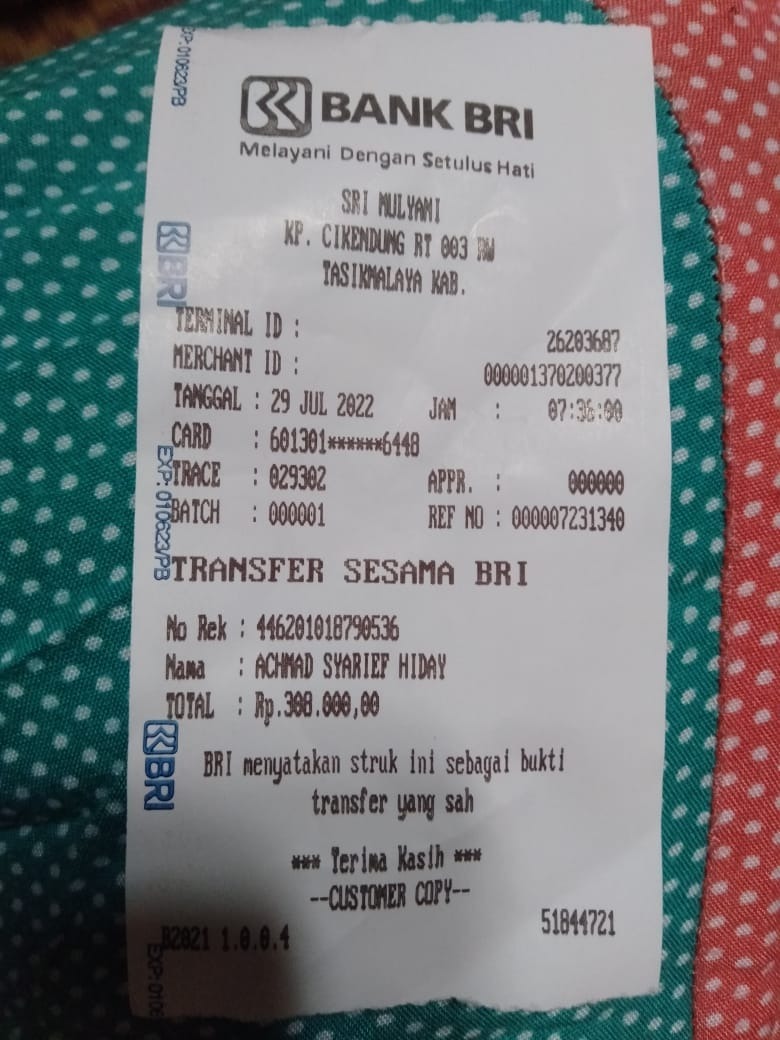 BANK BRI
Melayani Dengan Setulus Hati
SRI MULYANI
KP. CIKENDUNG RT 003 RW
TASIKMALAYA KAB.
TERMINAL ID : 26203687
MERCHANT ID : 000001370200377
TANGGAL : 29 JUL 2022 JAM : 07:36:00
CARD : 601301******6448
TRACE : 029302 APPR. : 000000
BATCH : 000001 REF NO : 000007231340
TRANSFER SESAMA BRI
No Rek : 446201018790536
Nama : ACHMAD SYARIEF HIDAY
TOTAL : Rp.308.000,00
BRI menyatakan struk ini sebagai bukti
transfer yang sah
*** Terima Kasih ***
--CUSTOMER COPY--
51844721
B2021 1.0.0.4
EXP: 010623/PB
BRI
EXP: 010623/PB
BRI
EXP: 0106